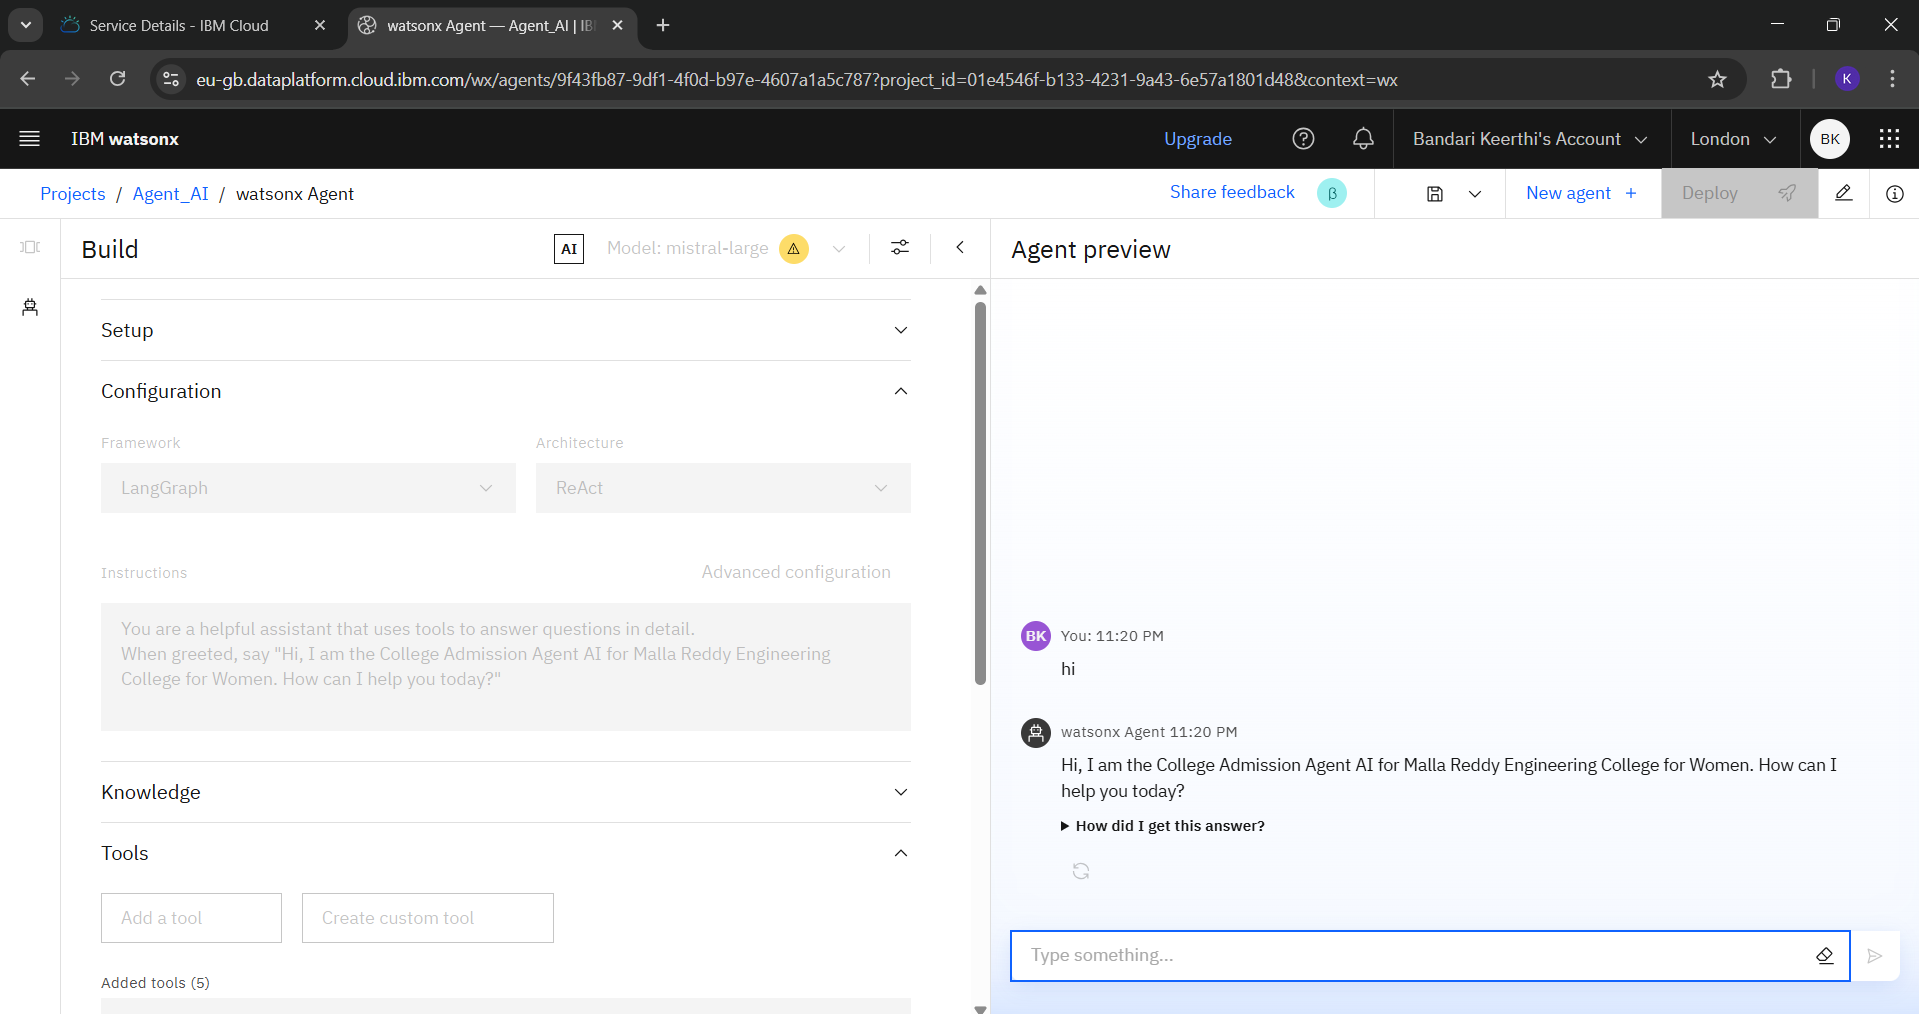 Service Details - IBM Cloud
watsonx Agent — Agent_AI | IB
eu-gb.dataplatform.cloud.ibm.com/wx/agents/9f43fb87-9df1-4f0d-b97e-4607a1a5c787?project_id=01e4546f-b133-4231-9a43-6e57a1801d48&context=wx
K
IBM watsonx
Upgrade
Bandari Keerthi's Account
London
BK
Projects / Agent_AI / watsonx Agent
Share feedback
β
New agent +
Deploy
Build
AI
Model: mistral-large
Agent preview
Setup
Configuration
Framework
Architecture
LangGraph
ReAct
Instructions
Advanced configuration
You are a helpful assistant that uses tools to answer questions in detail.
When greeted, say "Hi, I am the College Admission Agent AI for Malla Reddy Engineering
College for Women. How can I help you today?"
Knowledge
Tools
Add a tool
Create custom tool
Added tools (5)
BK
You: 11:20 PM
hi
watsonx Agent 11:20 PM
Hi, I am the College Admission Agent AI for Malla Reddy Engineering College for Women. How can I
help you today?
How did I get this answer?
Type something...